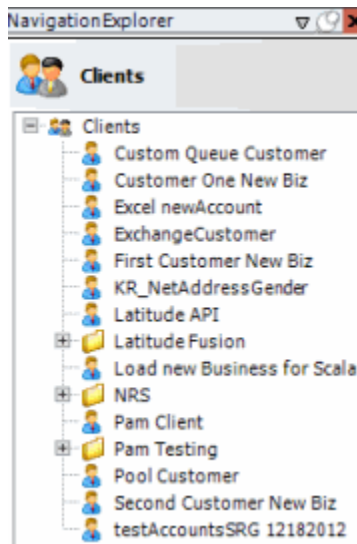 NavigationExplorer
Clients
Clients
Custom Queue Customer
Customer One New Biz
Excel newAccount
ExchangeCustomer
First Customer New Biz
KR_NetAddressGender
Latitude API
Latitude Fusion
Load new Business for Scala
NRS
Pam Client
Pam Testing
Pool Customer
Second Customer New Biz
testAccountsSRG 12182012